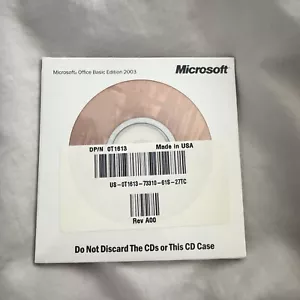 Microsoft® Office Basic Edition 2003
Microsoft
DP/N 0T1613 Made in USA
US-0T1613-73310-61S-27TC
Rev A00
Do Not Discard The CDs or This CD Case